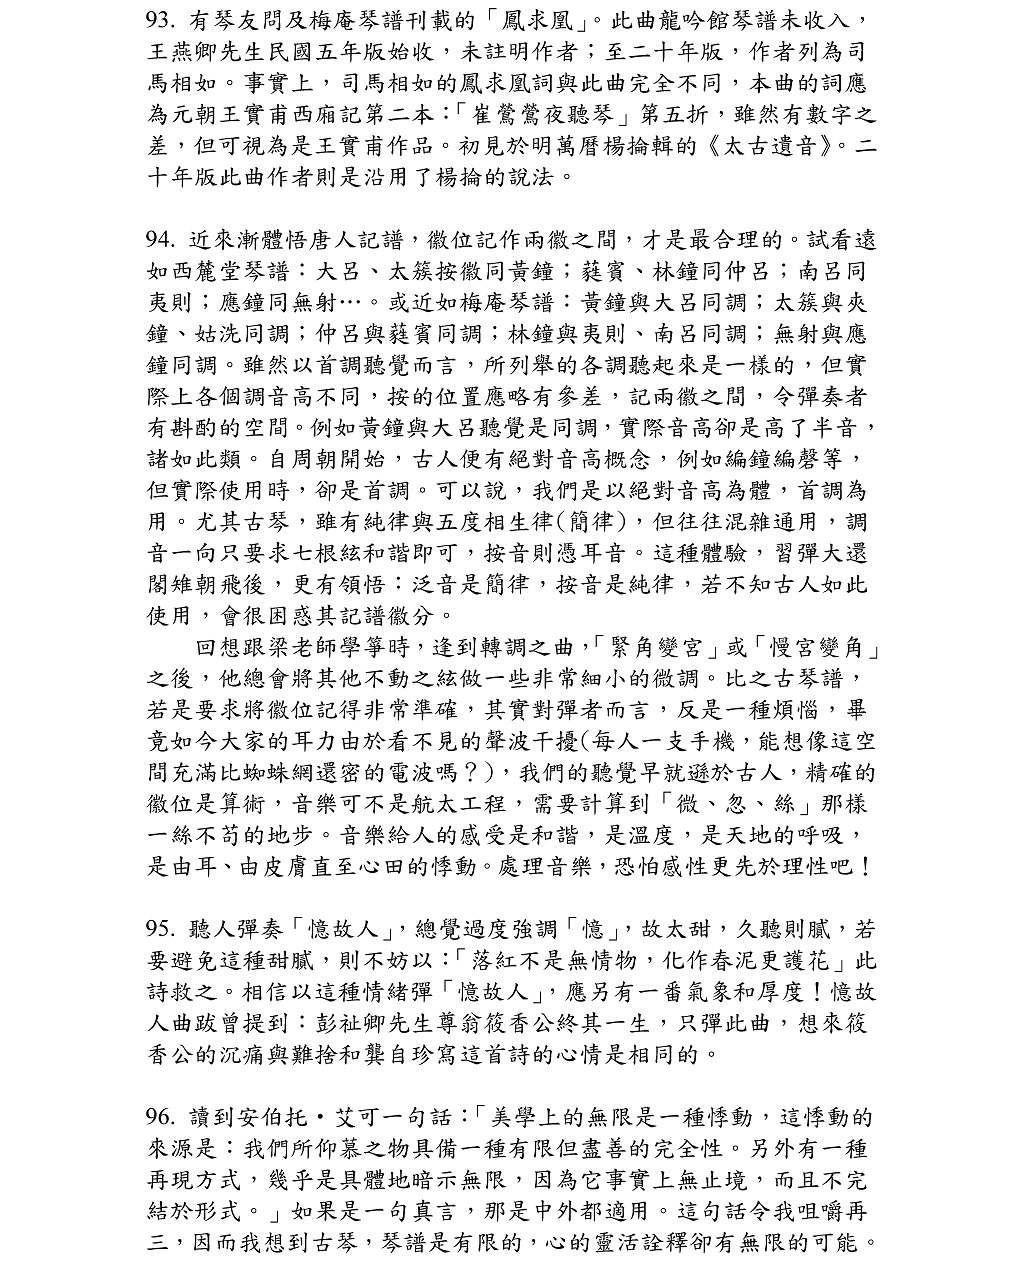 93. 有琴友問及梅庵琴譜刊載的「鳳求凰」。此曲龍吟館琴譜未收入，
王燕卿先生民國五年版始收，未註明作者；至二十年版，作者列為司
馬相如。事實上，司馬相如的鳳求凰詞與此曲完全不同，本曲的詞應
為元朝王實甫西廂記第二本：「崔鶯鶯夜聽琴」第五折，雖然有數字之
差，但可視為是王實甫作品。初見於明萬曆楊掄輯的《太古遺音》。二
十年版此曲作者則是沿用了楊掄的說法。
94. 近來漸體悟唐人記譜，徽位記作兩徽之間，才是最合理的。試看遠
如西麓堂琴譜：大呂、太簇按徽同黃鐘；蕤賓、林鐘同仲呂；南呂同
夷則；應鐘同無射…。或近如梅庵琴譜：黃鐘與大呂同調；太簇與夾
鐘、姑洗同調；仲呂與蕤賓同調；林鐘與夷則、南呂同調；無射與應
鐘同調。雖然以首調聽覺而言，所列舉的各調聽起來是一樣的，但實
際上各個調音高不同，按的位置應略有參差，記兩徽之間，令彈奏者
有斟酌的空間。例如黃鐘與大呂聽覺是同調，實際音高卻是高了半音，
諸如此類。自周朝開始，古人便有絕對音高概念，例如編鐘編磬等，
但實際使用時，卻是首調。可以說，我們是以絕對音高為體，首調為
用。尤其古琴，雖有純律與五度相生律(簡律)，但往往混雜通用，調
音一向只要求七根絃和諧即可，按音則憑耳音。這種體驗，習彈大還
閣雉朝飛後，更有領悟：泛音是簡律，按音是純律，若不知古人如此
使用，會很困惑其記譜徽分。
回想跟梁老師學箏時，逢到轉調之曲，「緊角變宮」或「慢宮變角」
之後，他總會將其他不動之絃做一些非常細小的微調。比之古琴譜，
若是要求將徽位記得非常準確，其實對彈者而言，反是一種煩惱，畢
竟如今大家的耳力由於看不見的聲波干擾(每人一支手機，能想像這空
間充滿比蜘蛛網還密的電波嗎？)，我們的聽覺早就遜於古人，精確的
徽位是算術，音樂可不是航太工程，需要計算到「微、忽、絲」那樣
一絲不苟的地步。音樂給人的感受是和諧，是溫度，是天地的呼吸，
是由耳、由皮膚直至心田的悸動。處理音樂，恐怕感性更先於理性吧！
95. 聽人彈奏「憶故人」，總覺過度強調「憶」，故太甜，久聽則膩，若
要避免這種甜膩，則不妨以：「落紅不是無情物，化作春泥更護花」此
詩救之。相信以這種情緒彈「憶故人」，應另有一番氣象和厚度！憶故
人曲跋曾提到：彭祉卿先生尊翁筱香公終其一生，只彈此曲，想來筱
香公的沉痛與難捨和龔自珍寫這首詩的心情是相同的。
96. 讀到安伯托·艾可一句話：「美學上的無限是一種悸動，這悸動的
來源是：我們所仰慕之物具備一種有限但盡善的完全性。另外有一種
再現方式，幾乎是具體地暗示無限，因為它事實上無止境，而且不完
結於形式。」如果是一句真言，那是中外都適用。這句話令我咀嚼再
三，因而我想到古琴，琴譜是有限的，心的靈活詮釋卻有無限的可能。